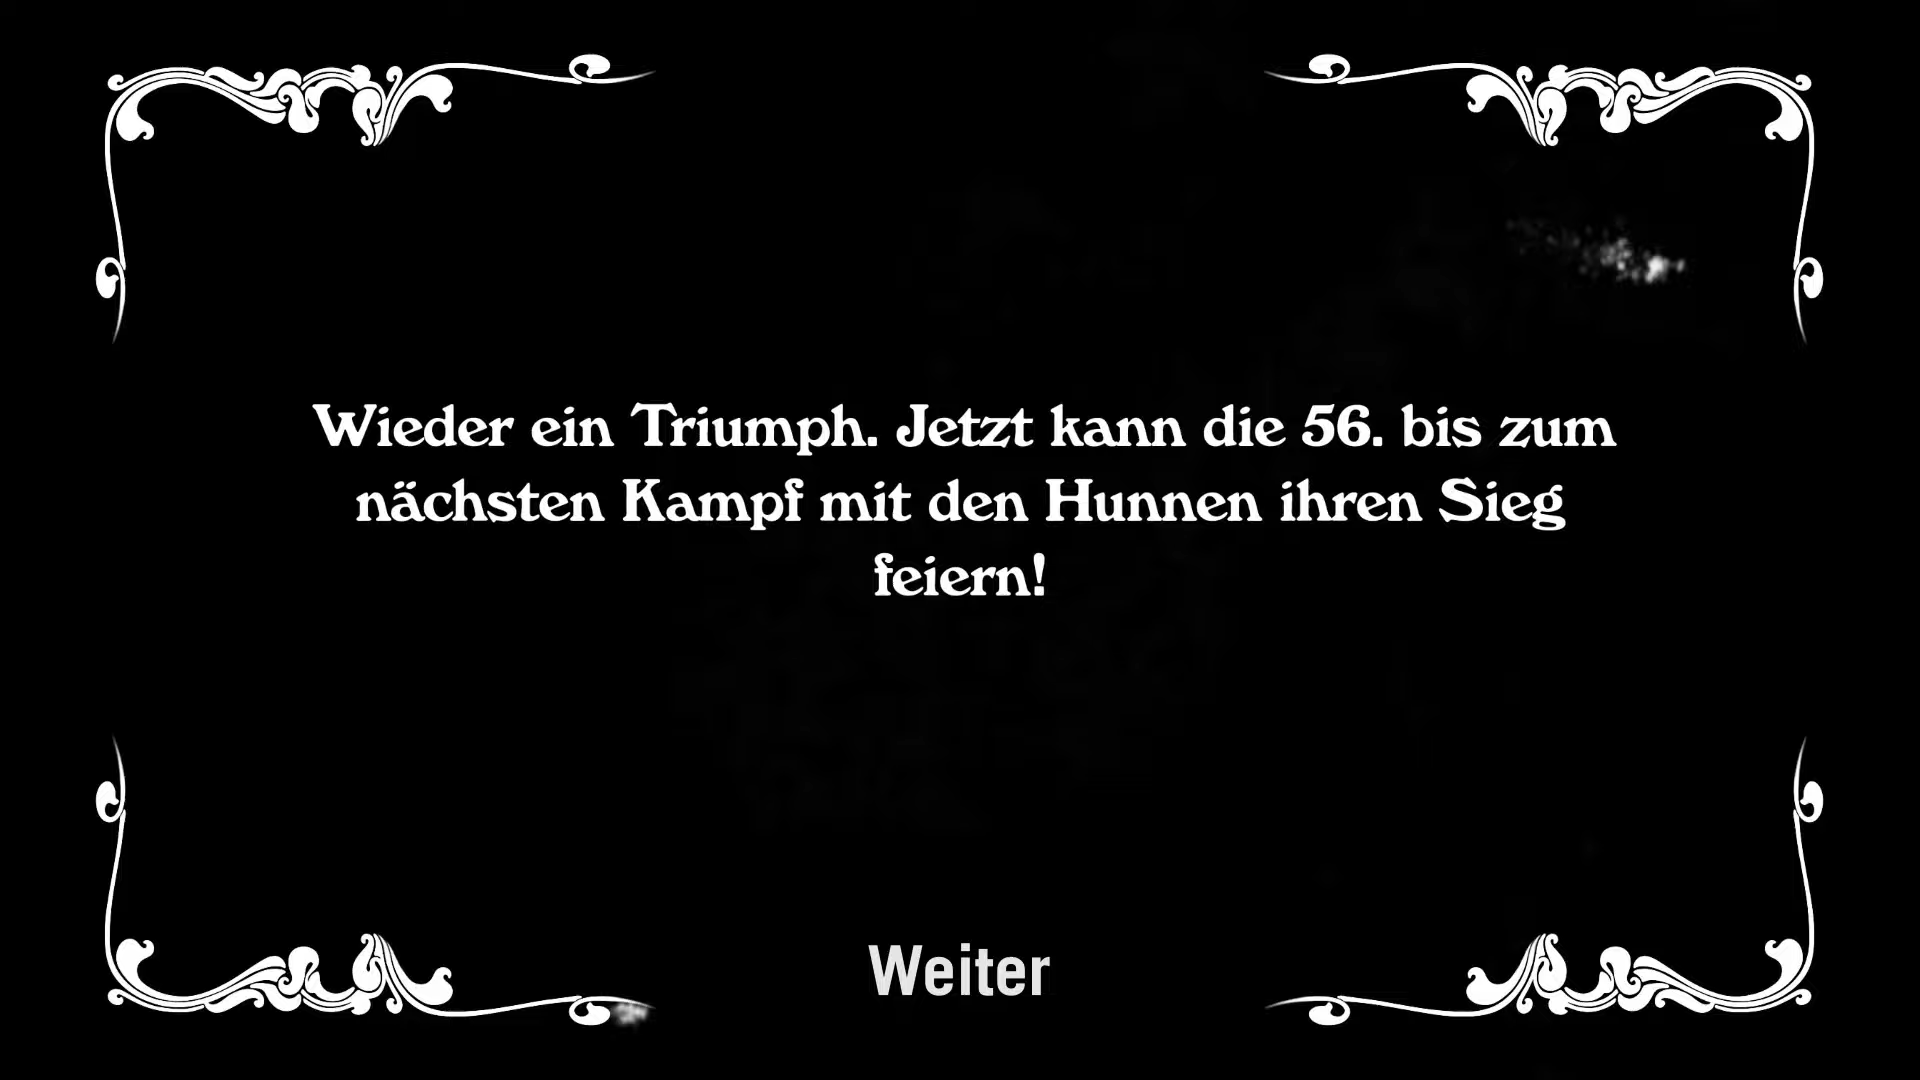 Wieder ein Triumph. Jetzt kann die 56. bis zum
nächsten Kampf mit den Hunnen ihren Sieg
feiern!
Weiter